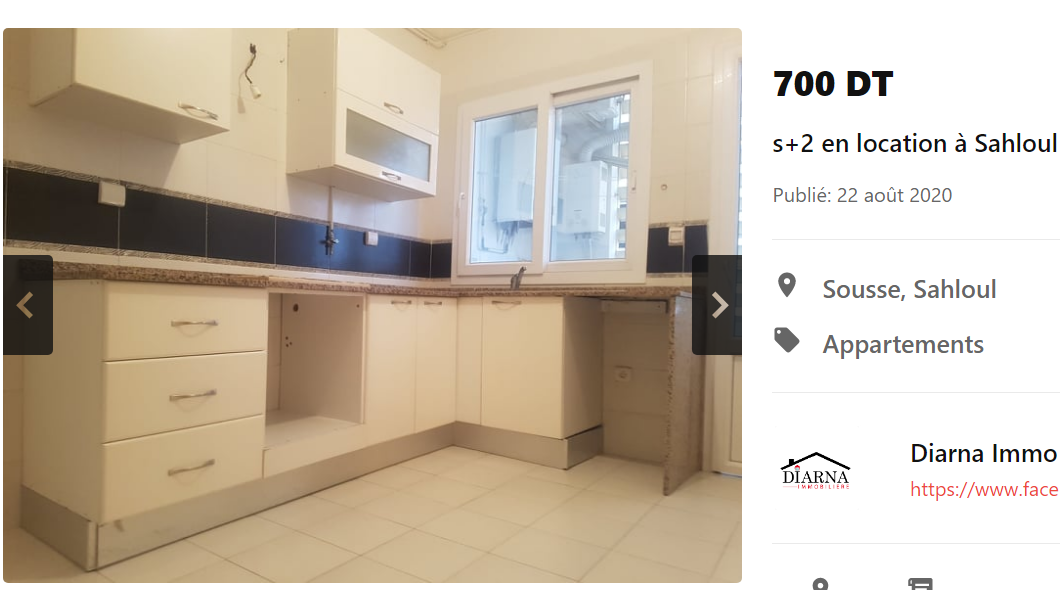 700 DT
s+2 en location à Sahloul
Publié: 22 août 2020
Sousse, Sahloul
Appartements
DIARNA
IMMOBILIERE
Diarna Immo
https://www.face